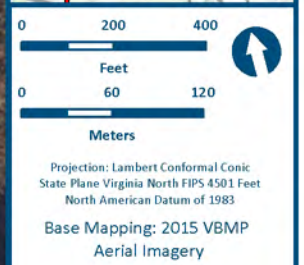 0 200 400
Feet
0 60 120
Meters
Projection: Lambert Conformal Conic
State Plane Virginia North FIPS 4501 Feet
North American Datum of 1983
Base Mapping: 2015 VBMP
Aerial Imagery